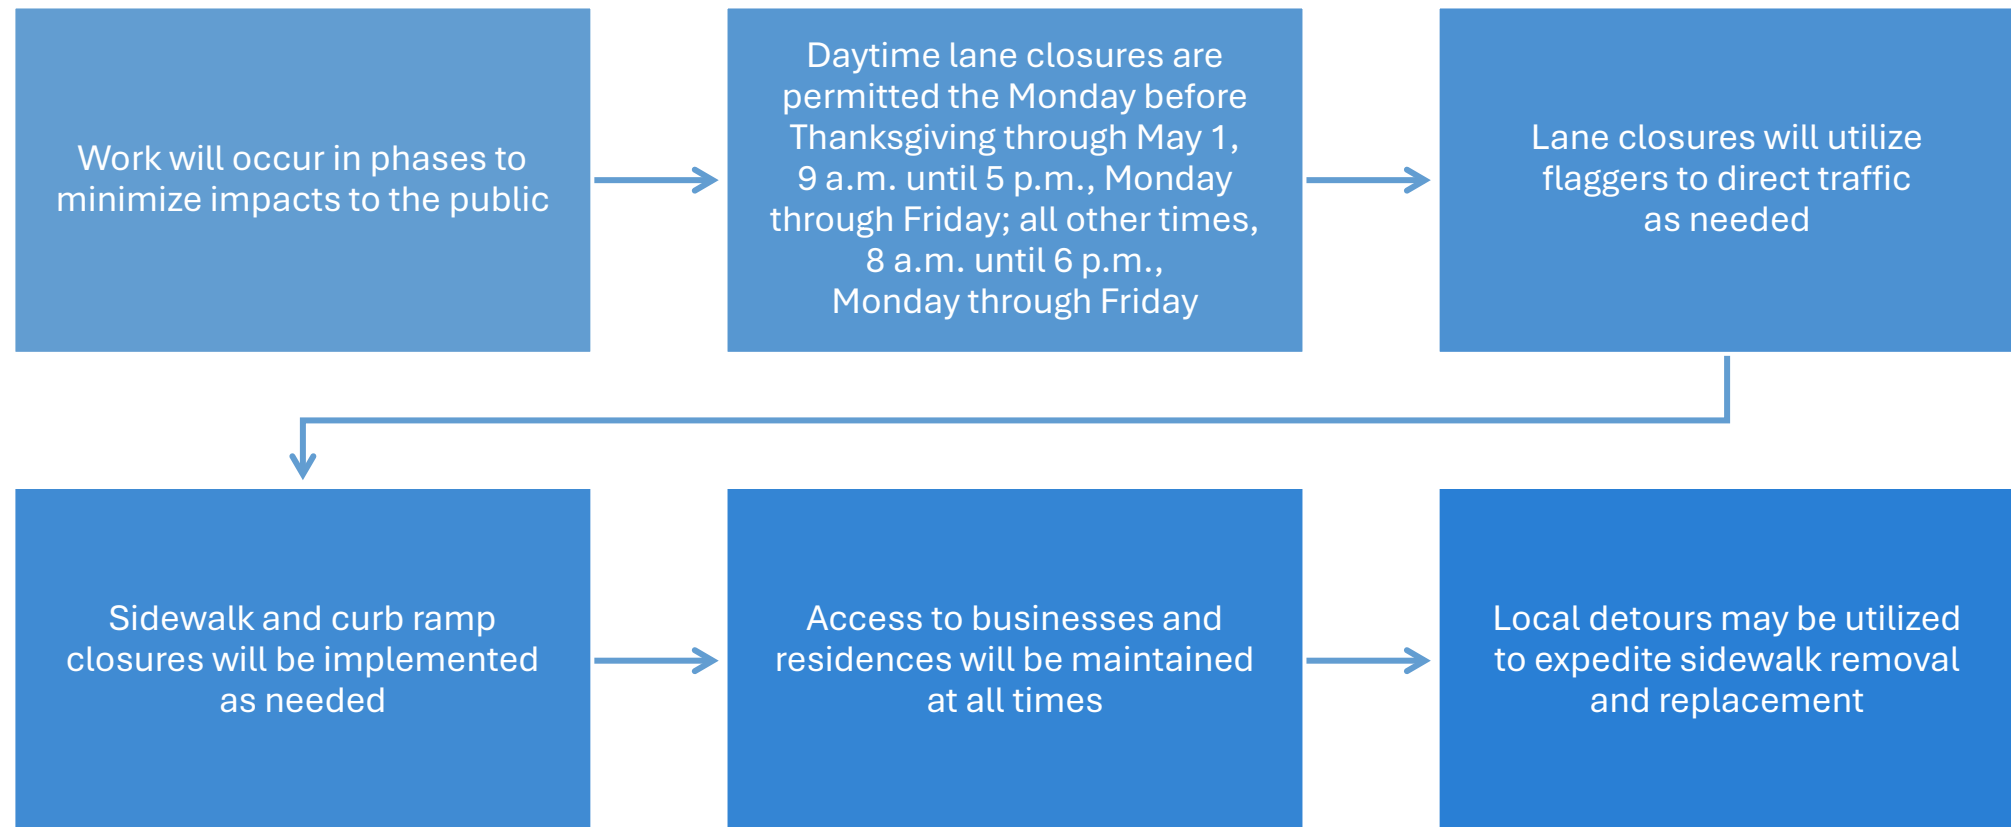 Work will occur in phases to
minimize impacts to the public
Daytime lane closures are
permitted the Monday before
Thanksgiving through May 1,
9 a.m. until 5 p.m., Monday
through Friday; all other times,
8 a.m. until 6 p.m.,
Monday through Friday
Lane closures will utilize
flaggers to direct traffic
as needed
Sidewalk and curb ramp
closures will be implemented
as needed
Access to businesses and
residences will be maintained
at all times
Local detours may be utilized
to expedite sidewalk removal
and replacement